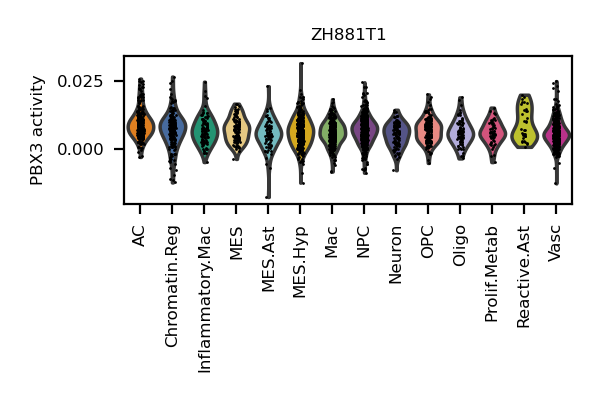 ZH881T1
PBX3 activity
0.025
0.000
AC
Chromatin.Reg
Inflammatory.Mac
MES
MES.Ast
MES.Hyp
Mac
NPC
Neuron
OPC
Oligo
Prolif.Metab
Reactive.Ast
Vasc